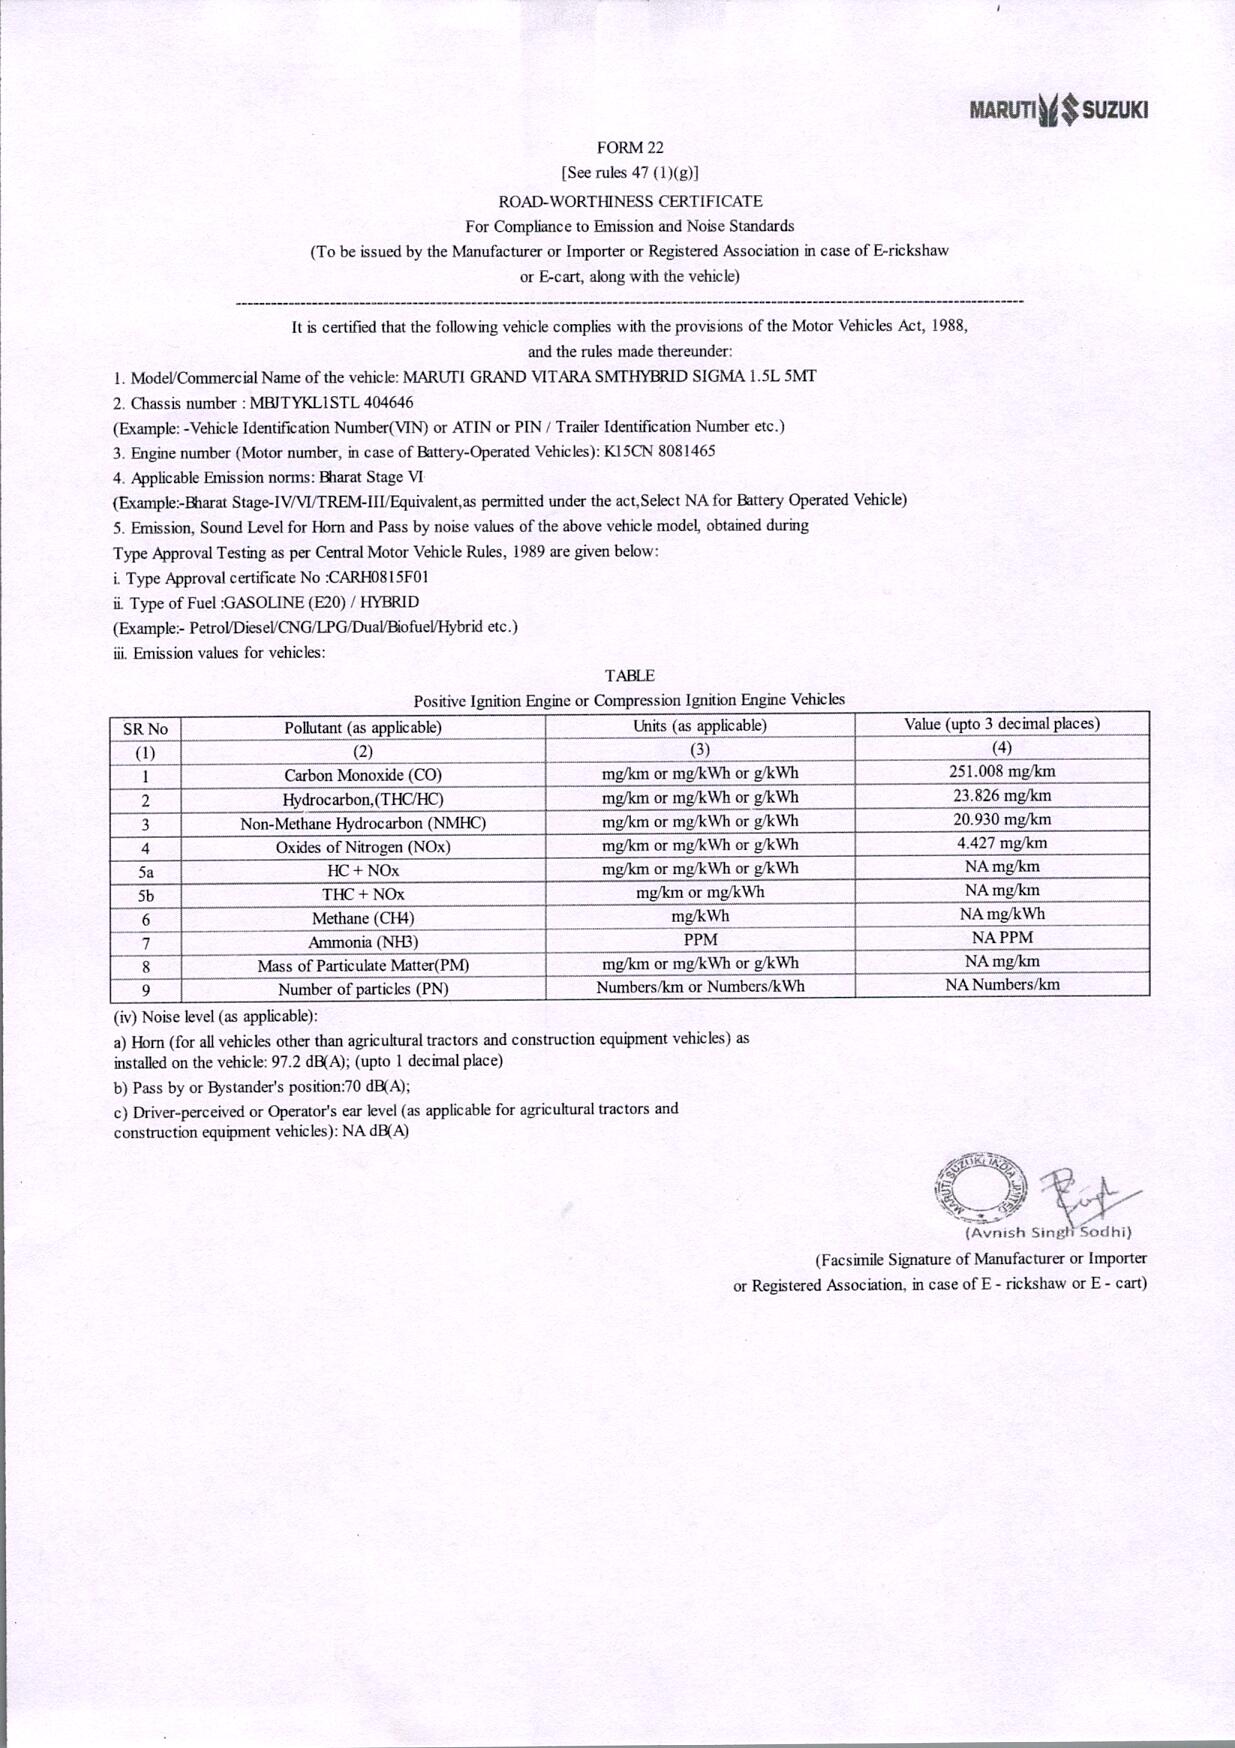 MARUTI SUZUKI
FORM 22
[See rules 47 (1)(g)]
ROAD-WORTHINESS CERTIFICATE
For Compliance to Emission and Noise Standards
(To be issued by the Manufacturer or Importer or Registered Association in case of E-rickshaw
or E-cart, along with the vehicle)
It is certified that the following vehicle complies with the provisions of the Motor Vehicles Act, 1988,
and the rules made thereunder:
1. Model/Commercial Name of the vehicle: MARUTI GRAND VITARA SMTHYBRID SIGMA 1.5L 5MT
2. Chassis number : MBJTYKL1STL 404646
(Example: -Vehicle Identification Number(VIN) or ATIN or PIN / Trailer Identification Number etc.)
3. Engine number (Motor number, in case of Battery-Operated Vehicles): K15CN 8081465
4. Applicable Emission norms: Bharat Stage VI
(Example:-Bharat Stage-IV/VI/TREM-III/Equivalent,as permitted under the act,Select NA for Battery Operated Vehicle)
5. Emission, Sound Level for Horn and Pass by noise values of the above vehicle model, obtained during
Type Approval Testing as per Central Motor Vehicle Rules, 1989 are given below:
i. Type Approval certificate No :CARH0815F01
ii. Type of Fuel :GASOLINE (E20) / HYBRID
(Example:- Petrol/Diesel/CNG/LPG/Dual/Biofuel/Hybrid etc.)
iii. Emission values for vehicles:
TABLE
Positive Ignition Engine or Compression Ignition Engine Vehicles
SR No Pollutant (as applicable) Units (as applicable) Value (upto 3 decimal places)
(1) (2) (3) (4)
1 Carbon Monoxide (CO) mg/km or mg/kWh or g/kWh 251.008 mg/km
2 Hydrocarbon,(THC/HC) mg/km or mg/kWh or g/kWh 23.826 mg/km
3 Non-Methane Hydrocarbon (NMHC) mg/km or mg/kWh or g/kWh 20.930 mg/km
4 Oxides of Nitrogen (NOx) mg/km or mg/kWh or g/kWh 4.427 mg/km
5a HC + NOx mg/km or mg/kWh or g/kWh NA mg/km
5b THC + NOx mg/km or mg/kWh NA mg/km
6 Methane (CH4) mg/kWh NA mg/kWh
7 Ammonia (NH3) PPM NA PPM
8 Mass of Particulate Matter(PM) mg/km or mg/kWh or g/kWh NA mg/km
9 Number of particles (PN) Numbers/km or Numbers/kWh NA Numbers/km
(iv) Noise level (as applicable):
a) Horn (for all vehicles other than agricultural tractors and construction equipment vehicles) as
installed on the vehicle: 97.2 dB(A); (upto 1 decimal place)
b) Pass by or Bystander's position:70 dB(A);
c) Driver-perceived or Operator's ear level (as applicable for agricultural tractors and
construction equipment vehicles): NA dB(A)
MARUTI SUZUKI INDIA LIMITED
(Avnish Singh Sodhi)
(Facsimile Signature of Manufacturer or Importer
or Registered Association, in case of E - rickshaw or E - cart)